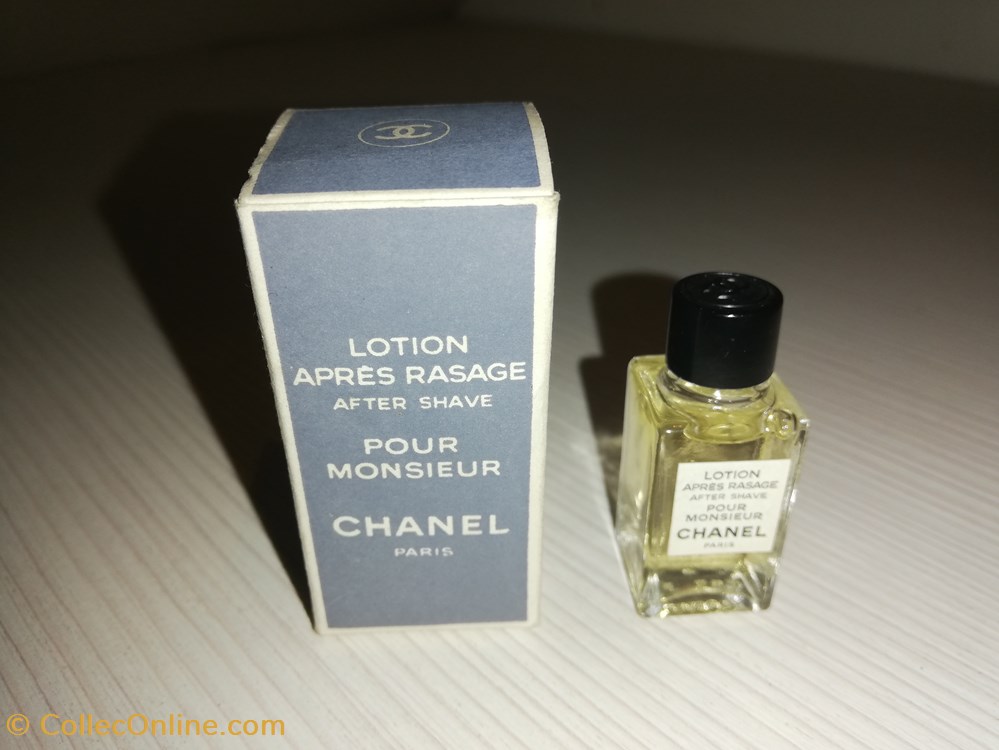 LOTION
APRÈS RASAGE
AFTER SHAVE
POUR
MONSIEUR
CHANEL
PARIS
LOTION
APRÈS RASAGE
AFTER SHAVE
POUR
MONSIEUR
CHANEL
PARIS
© CollecOnline.com